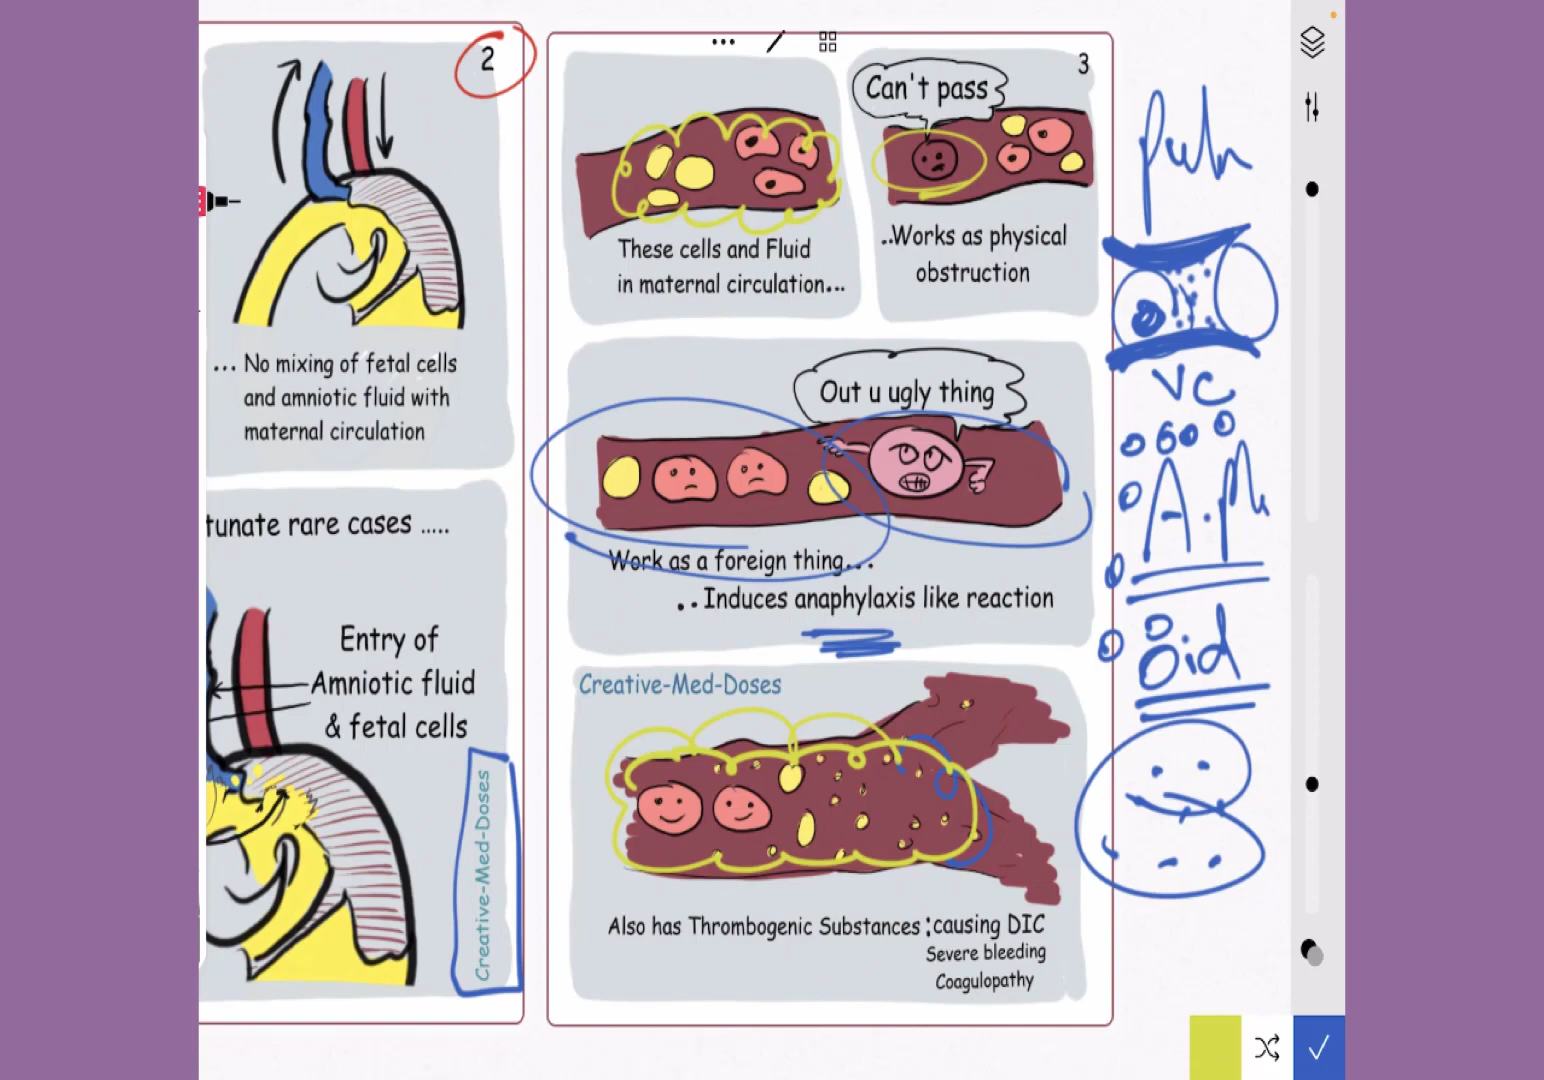 2
... No mixing of fetal cells
and amniotic fluid with
maternal circulation
tunate rare cases .....
Entry of
Amniotic fluid
& fetal cells
Creative-Med-Doses
3
These cells and Fluid
in maternal circulation...
Can't pass
..Works as physical
obstruction
Out u ugly thing
Work as a foreign thing...
..Induces anaphylaxis like reaction
Creative-Med-Doses
Also has Thrombogenic Substances :causing DIC
Severe bleeding
Coagulopathy
VC